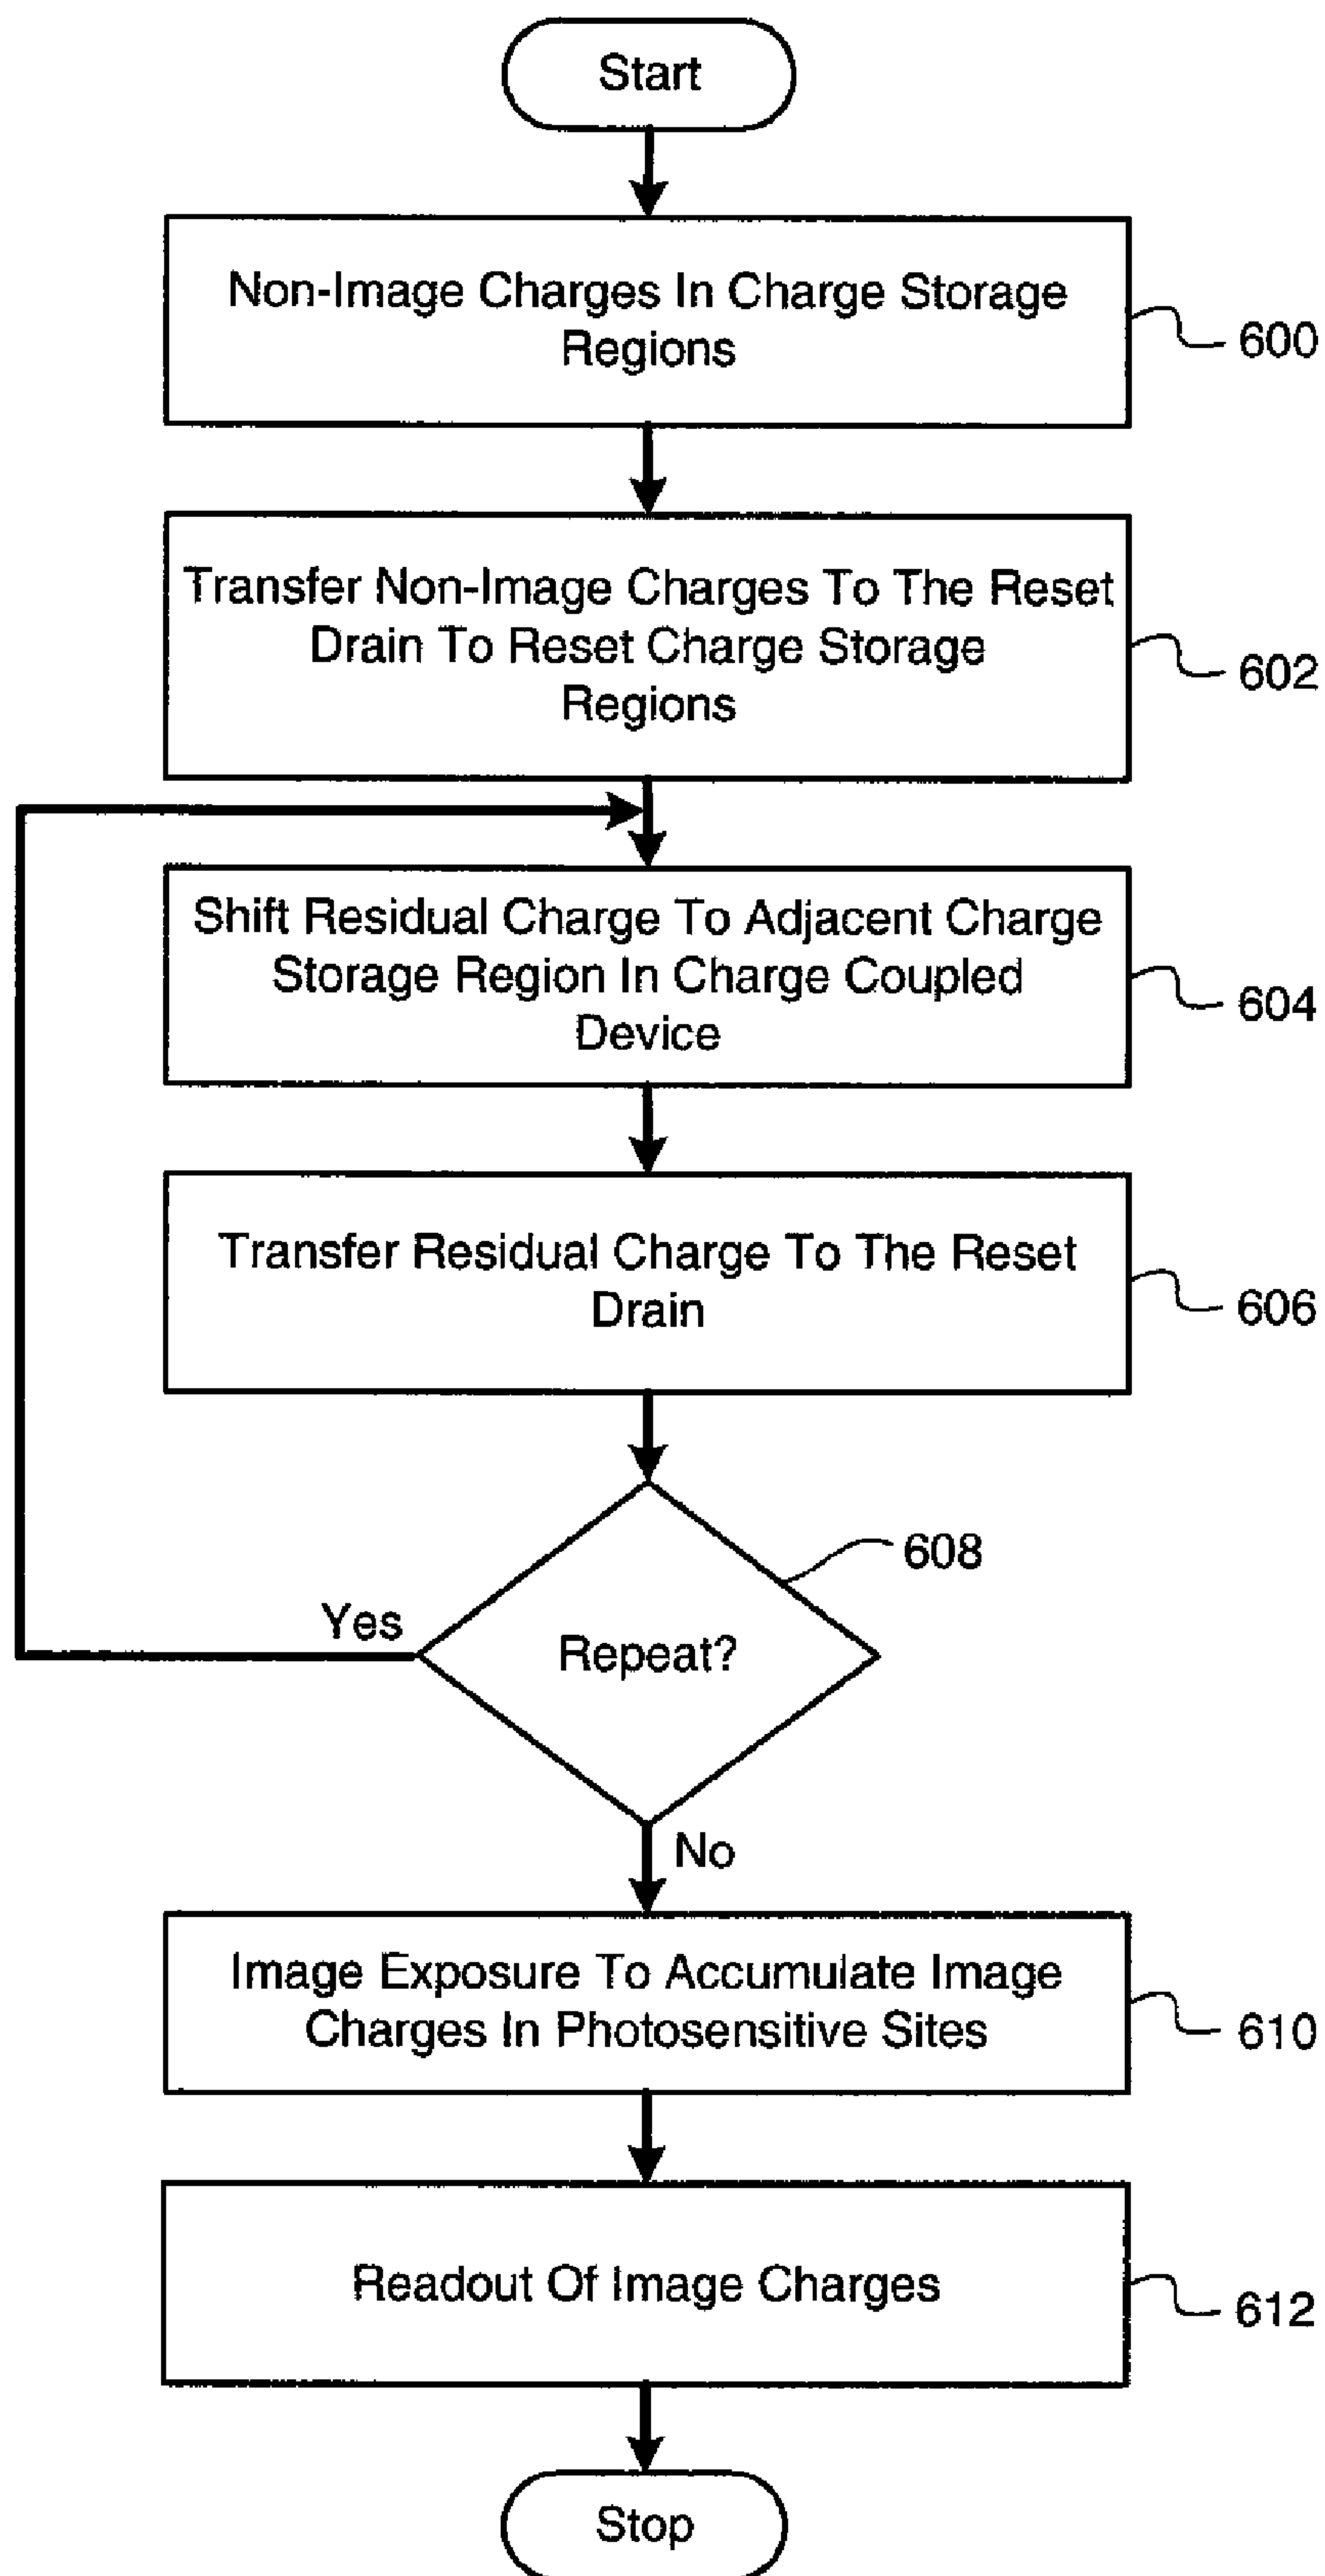 Start
Non-Image Charges In Charge Storage
Regions
600
Transfer Non-Image Charges To The Reset
Drain To Reset Charge Storage
Regions
602
Shift Residual Charge To Adjacent Charge
Storage Region In Charge Coupled
Device
604
Transfer Residual Charge To The Reset
Drain
606
608
Yes
Repeat?
No
Image Exposure To Accumulate Image
Charges In Photosensitive Sites
610
Readout Of Image Charges
612
Stop